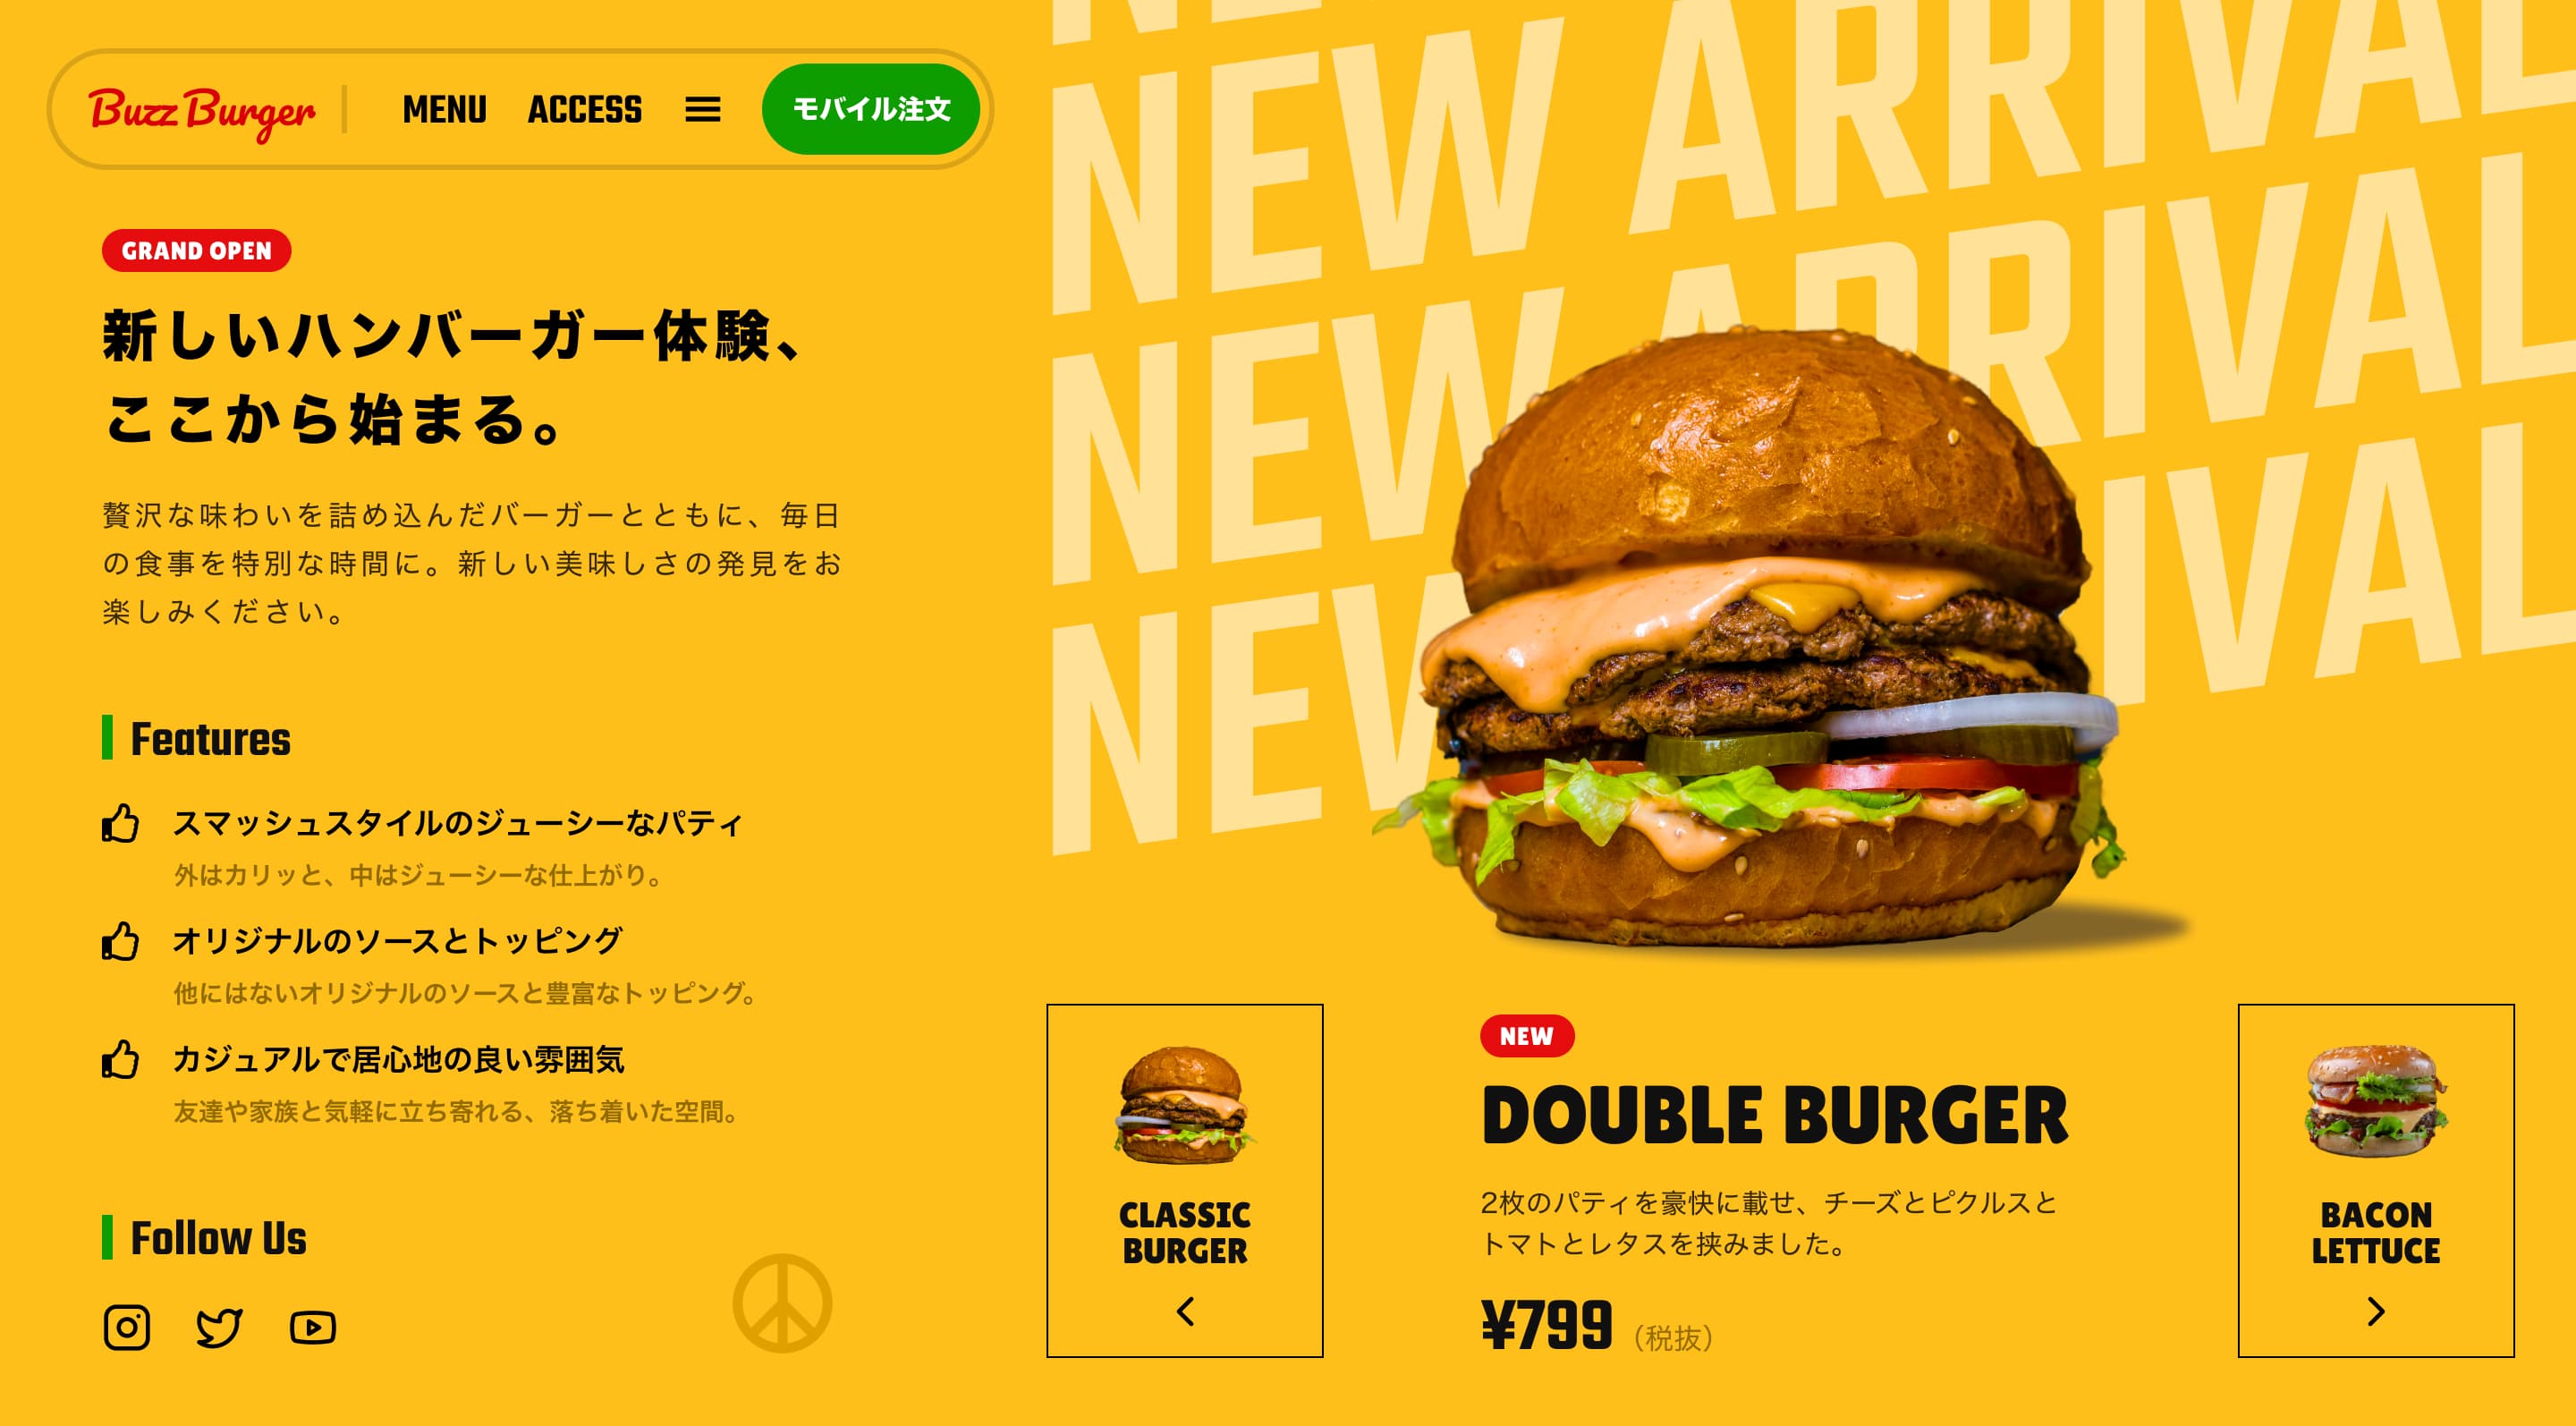 Buzz Burger
MENU
ACCESS
モバイル注文
GRAND OPEN
新しいハンバーガー体験、
ここから始まる。
贅沢な味わいを詰め込んだバーガーとともに、毎日
の食事を特別な時間に。新しい美味しさの発見をお
楽しみください。
Features
スマッシュスタイルのジューシーなパティ
外はカリッと、中はジューシーな仕上がり。
オリジナルのソースとトッピング
他にはないオリジナルのソースと豊富なトッピング。
カジュアルで居心地の良い雰囲気
友達や家族と気軽に立ち寄れる、落ち着いた空間。
Follow Us
NEW ARRIVAL
NEW ARRIVAL
NEW ARRIVAL
NEW ARRIVAL
CLASSIC
BURGER
NEW
DOUBLE BURGER
2枚のパティを豪快に載せ、チーズとピクルスと
トマトとレタスを挟みました。
¥799 （税抜）
BACON
LETTUCE